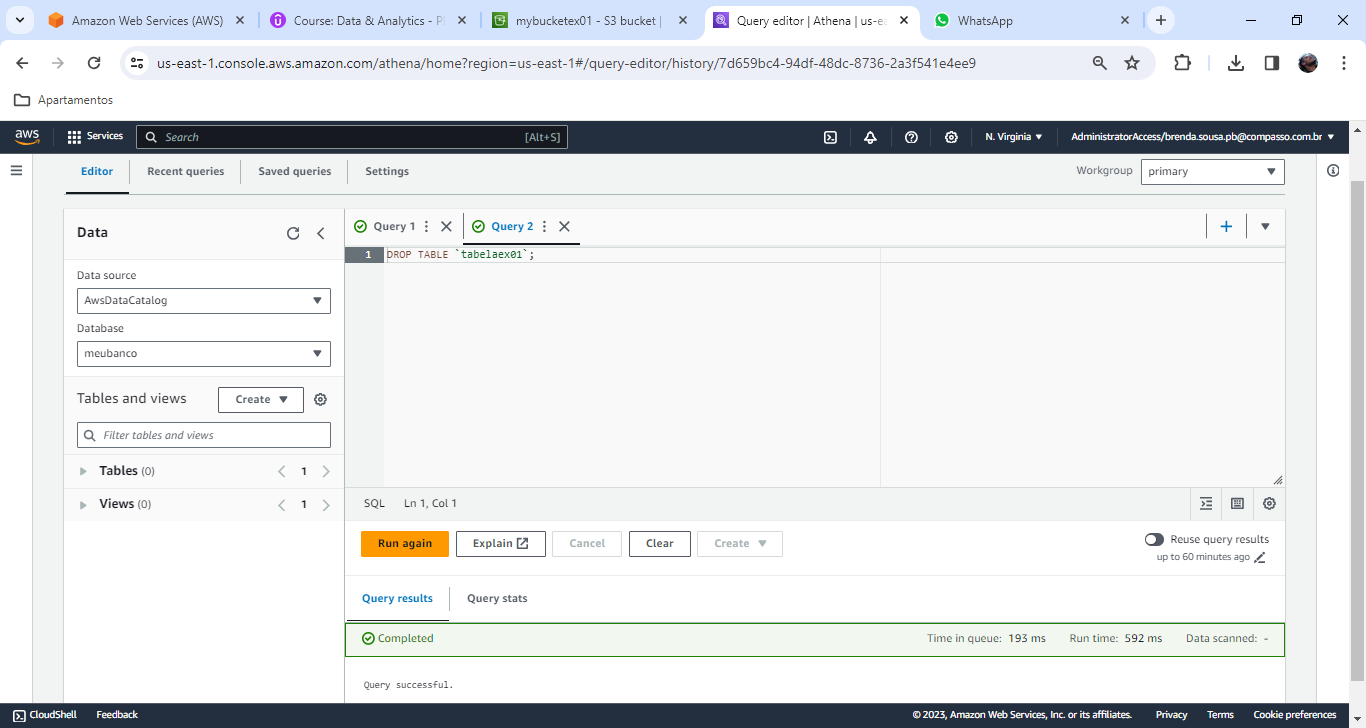 Amazon Web Services (AWS)
Course: Data & Analytics - P
mybucketex01 - S3 bucket |
Query editor | Athena | us-ea
WhatsApp
us-east-1.console.aws.amazon.com/athena/home?region=us-east-1#/query-editor/history/7d659bc4-94df-48dc-8736-2a3f541e4ee9
Apartamentos
aws
Services
Search
[Alt+S]
N. Virginia
AdministratorAccess/brenda.sousa.pb@compasso.com.br
Editor
Recent queries
Saved queries
Settings
Workgroup
primary
Data
Data source
AwsDataCatalog
Database
meubanco
Tables and views
Create
Filter tables and views
Tables (0)
1
Views (0)
1
Query 1
Query 2
1 DROP TABLE `tabelaex01`;
SQL Ln 1, Col 1
Run again
Explain
Cancel
Clear
Create
Reuse query results
up to 60 minutes ago
Query results
Query stats
Completed
Time in queue: 193 ms
Run time: 592 ms
Data scanned: -
Query successful.
CloudShell
Feedback
© 2023, Amazon Web Services, Inc. or its affiliates.
Privacy
Terms
Cookie preferences